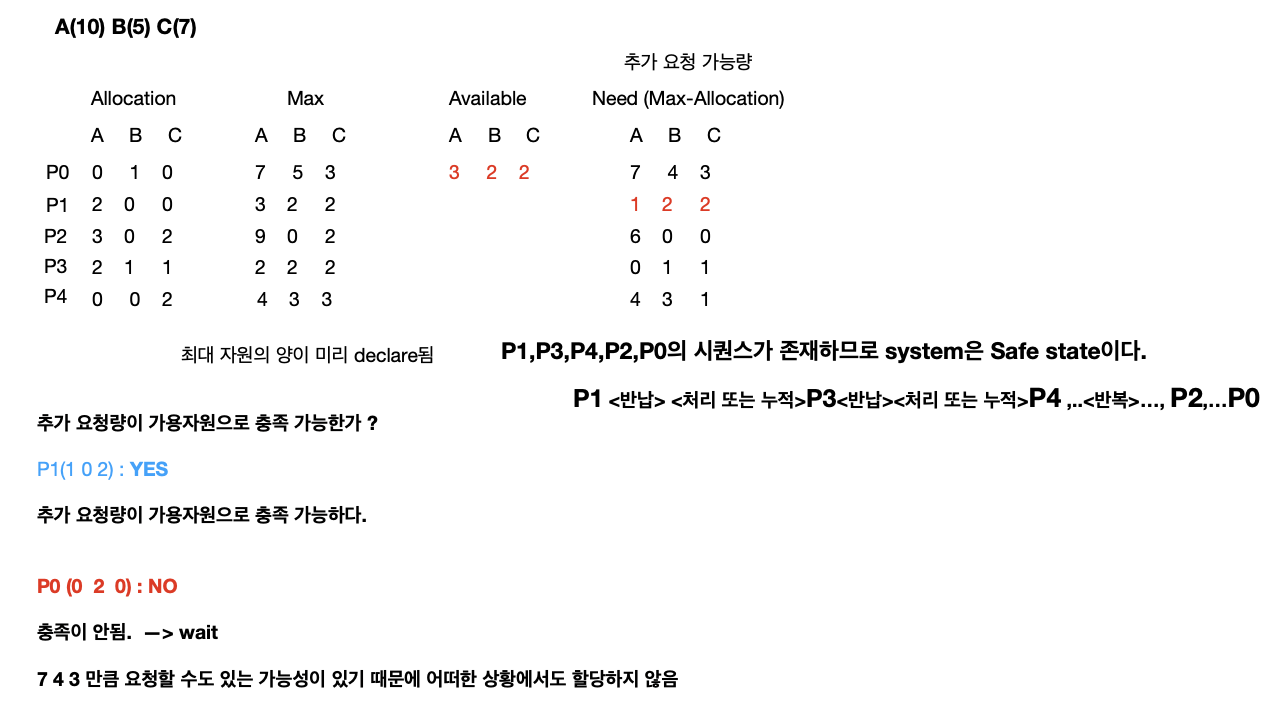 A(10) B(5) C(7)
추가 요청 가능량
Allocation Max Available Need (Max-Allocation)
A B C A B C A B C A B C
P0 0 1 0 7 5 3 3 2 2 7 4 3
P1 2 0 0 3 2 2 1 2 2
P2 3 0 2 9 0 2 6 0 0
P3 2 1 1 2 2 2 0 1 1
P4 0 0 2 4 3 3 4 3 1
최대 자원의 양이 미리 declare됨
P1,P3,P4,P2,P0의 시퀀스가 존재하므로 system은 Safe state이다.
P1 <반납> <처리 또는 누적>P3<반납><처리 또는 누적>P4 ,..<반복>..., P2,...P0
추가 요청량이 가용자원으로 충족 가능한가 ?
P1(1 0 2) : YES
추가 요청량이 가용자원으로 충족 가능하다.
P0 (0 2 0) : NO
충족이 안됨. —> wait
7 4 3 만큼 요청할 수도 있는 가능성이 있기 때문에 어떠한 상황에서도 할당하지 않음